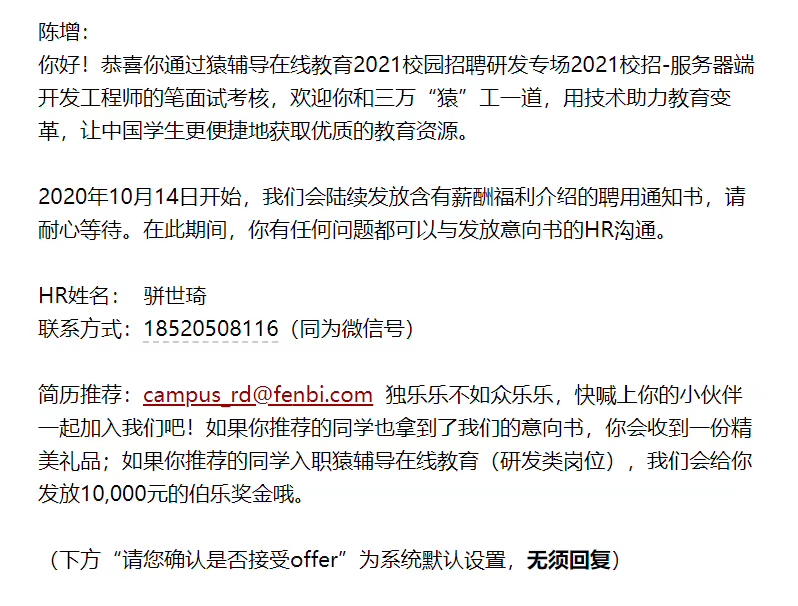 陈增：
你好！恭喜你通过猿辅导在线教育2021校园招聘研发专场2021校招-服务器端
开发工程师的笔面试考核，欢迎你和三万“猿”工一道，用技术助力教育变
革，让中国学生更便捷地获取优质的教育资源。
2020年10月14日开始，我们会陆续发放含有薪酬福利介绍的聘用通知书，请
耐心等待。在此期间，你有任何问题都可以与发放意向书的HR沟通。
HR姓名： 骈世琦
联系方式：18520508116（同为微信号）
简历推荐：campus_rd@fenbi.com 独乐乐不如众乐乐，快喊上你的小伙伴
一起加入我们吧！如果你推荐的同学也拿到了我们的意向书，你会收到一份精
美礼品；如果你推荐的同学入职猿辅导在线教育（研发类岗位），我们会给你
发放10,000元的伯乐奖金哦。
（下方“请您确认是否接受offer”为系统默认设置，无须回复）